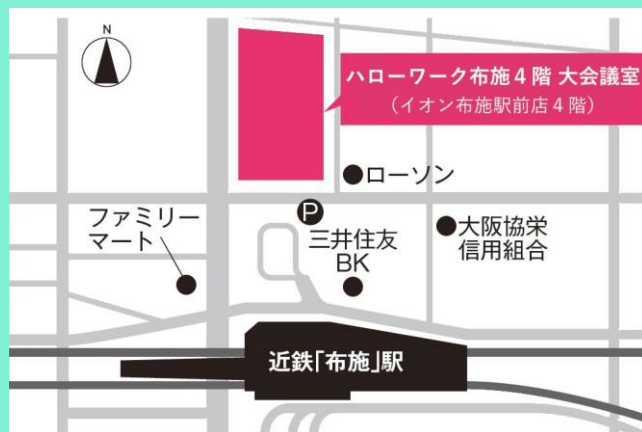 N
ハローワーク布施4階 大会議室
（イオン布施駅前店4階）
ローソン
P
ファミリー
マート
三井住友
BK
大阪協栄
信用組合
近鉄「布施」駅